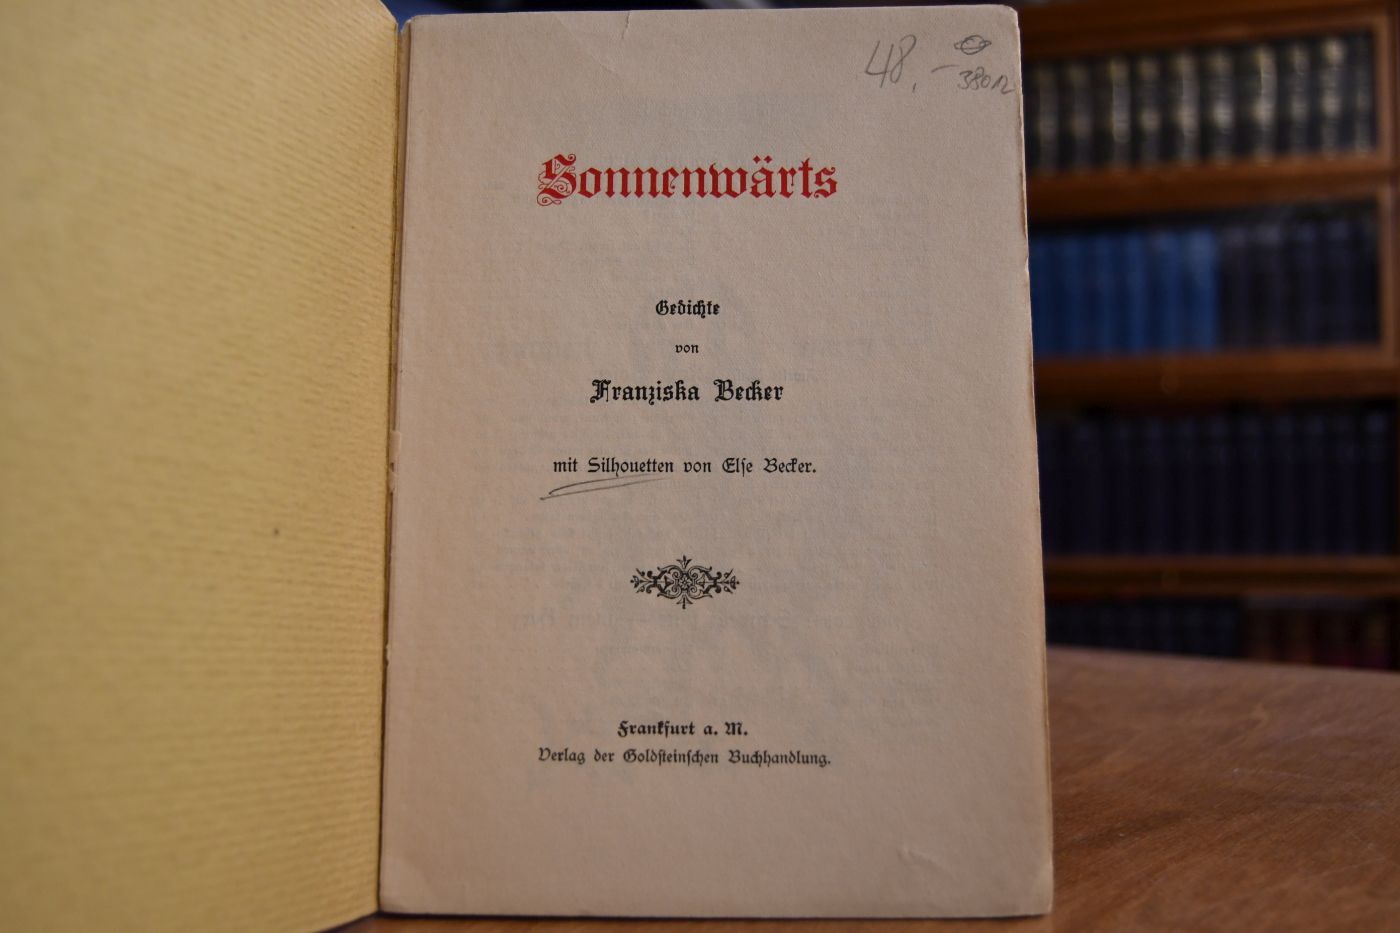 48.-
38012
Sonnenwärts
Gedichte
von
Franziska Becker
mit Silhouetten von Else Becker.
Frankfurt a. M.
Verlag der Goldsteinschen Buchhandlung.